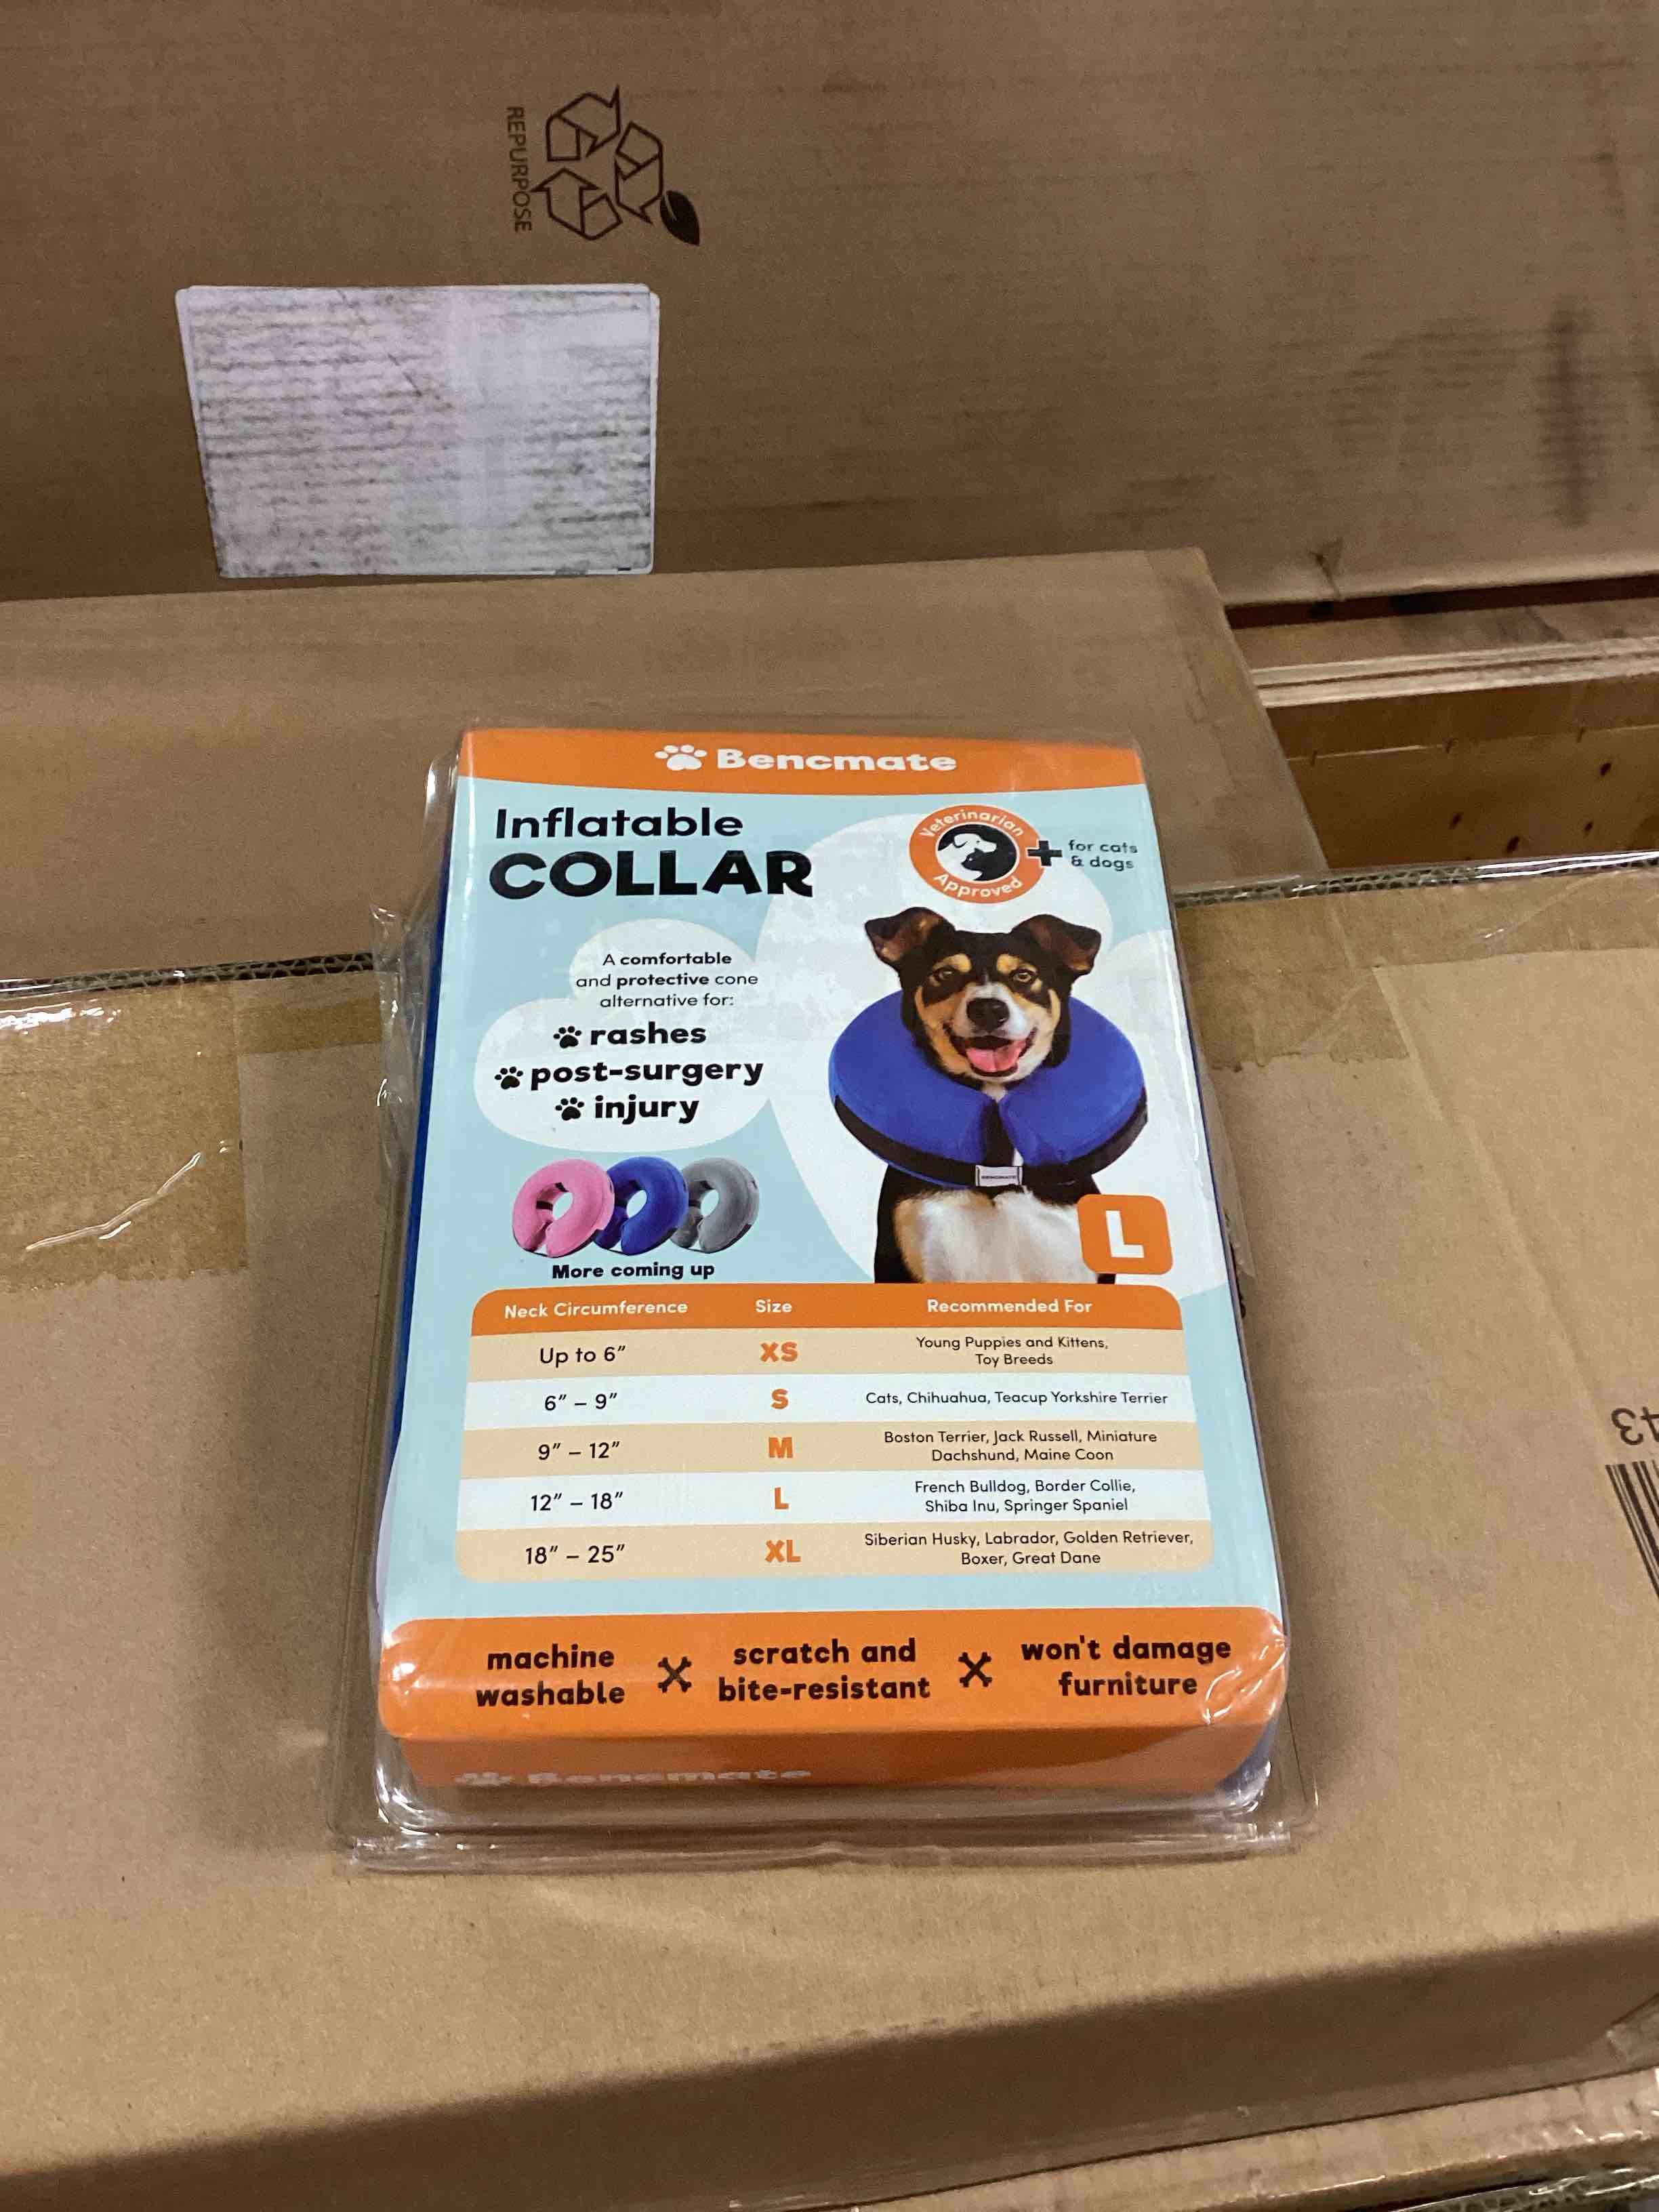 REPURPOSE
Bencmate
Inflatable
COLLAR
Veterinarian
Approved
for cats
& dogs
A comfortable
and protective cone
alternative for:
rashes
post-surgery
injury
BENCMATE
L
More coming up
Neck Circumference Size Recommended For
Up to 6" XS Young Puppies and Kittens,
Toy Breeds
6" – 9" S Cats, Chihuahua, Teacup Yorkshire Terrier
9" – 12" M Boston Terrier, Jack Russell, Miniature
Dachshund, Maine Coon
12" – 18" L French Bulldog, Border Collie,
Shiba Inu, Springer Spaniel
18" – 25" XL Siberian Husky, Labrador, Golden Retriever,
Boxer, Great Dane
machine
washable
scratch and
bite-resistant
won't damage
furniture
Bencmate